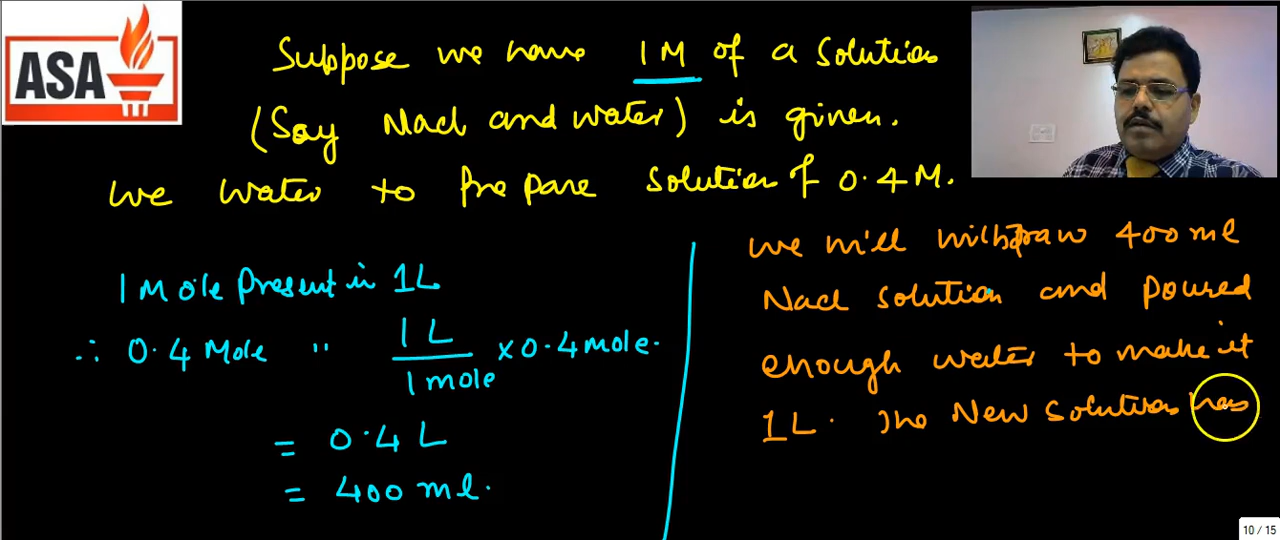 ASA
Suppose we have 1M of a solution
(Say Nacl and water) is given.
we water to Prepare solution of 0.4M.
1 Mole Present in 1L
∴ 0.4 Mole " 1L / 1mole × 0.4 mole.
= 0.4 L
= 400 ml.
we will withdraw 400 ml
Nacl solution and poured
enough water to make it
1L. The New solution has
10 / 15